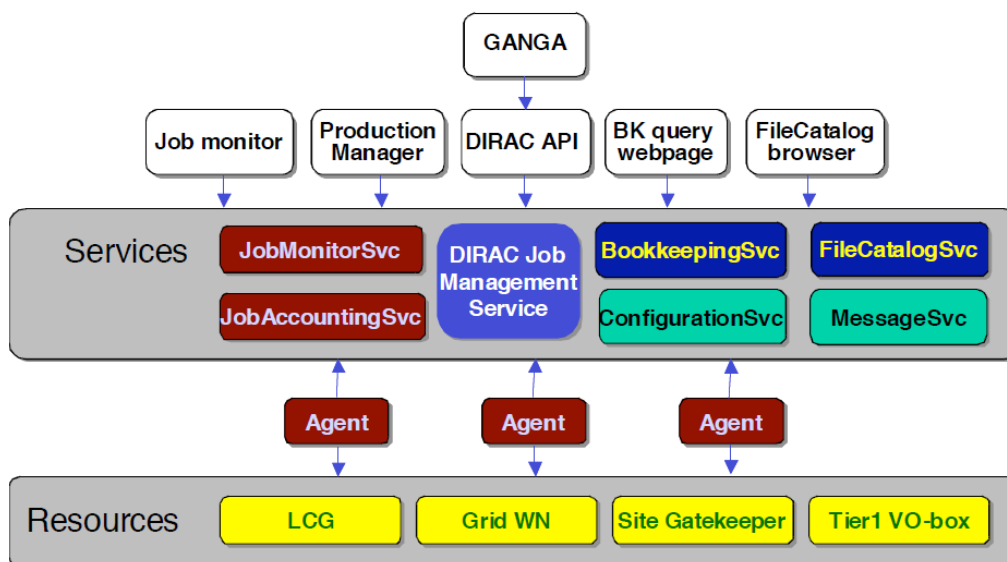 GANGA
Job monitor
Production
Manager
DIRAC API
BK query
webpage
FileCatalog
browser
Services
JobMonitorSvc
JobAccountingSvc
DIRAC Job
Management
Service
BookkeepingSvc
ConfigurationSvc
FileCatalogSvc
MessageSvc
Agent
Agent
Agent
Resources
LCG
Grid WN
Site Gatekeeper
Tier1 VO-box